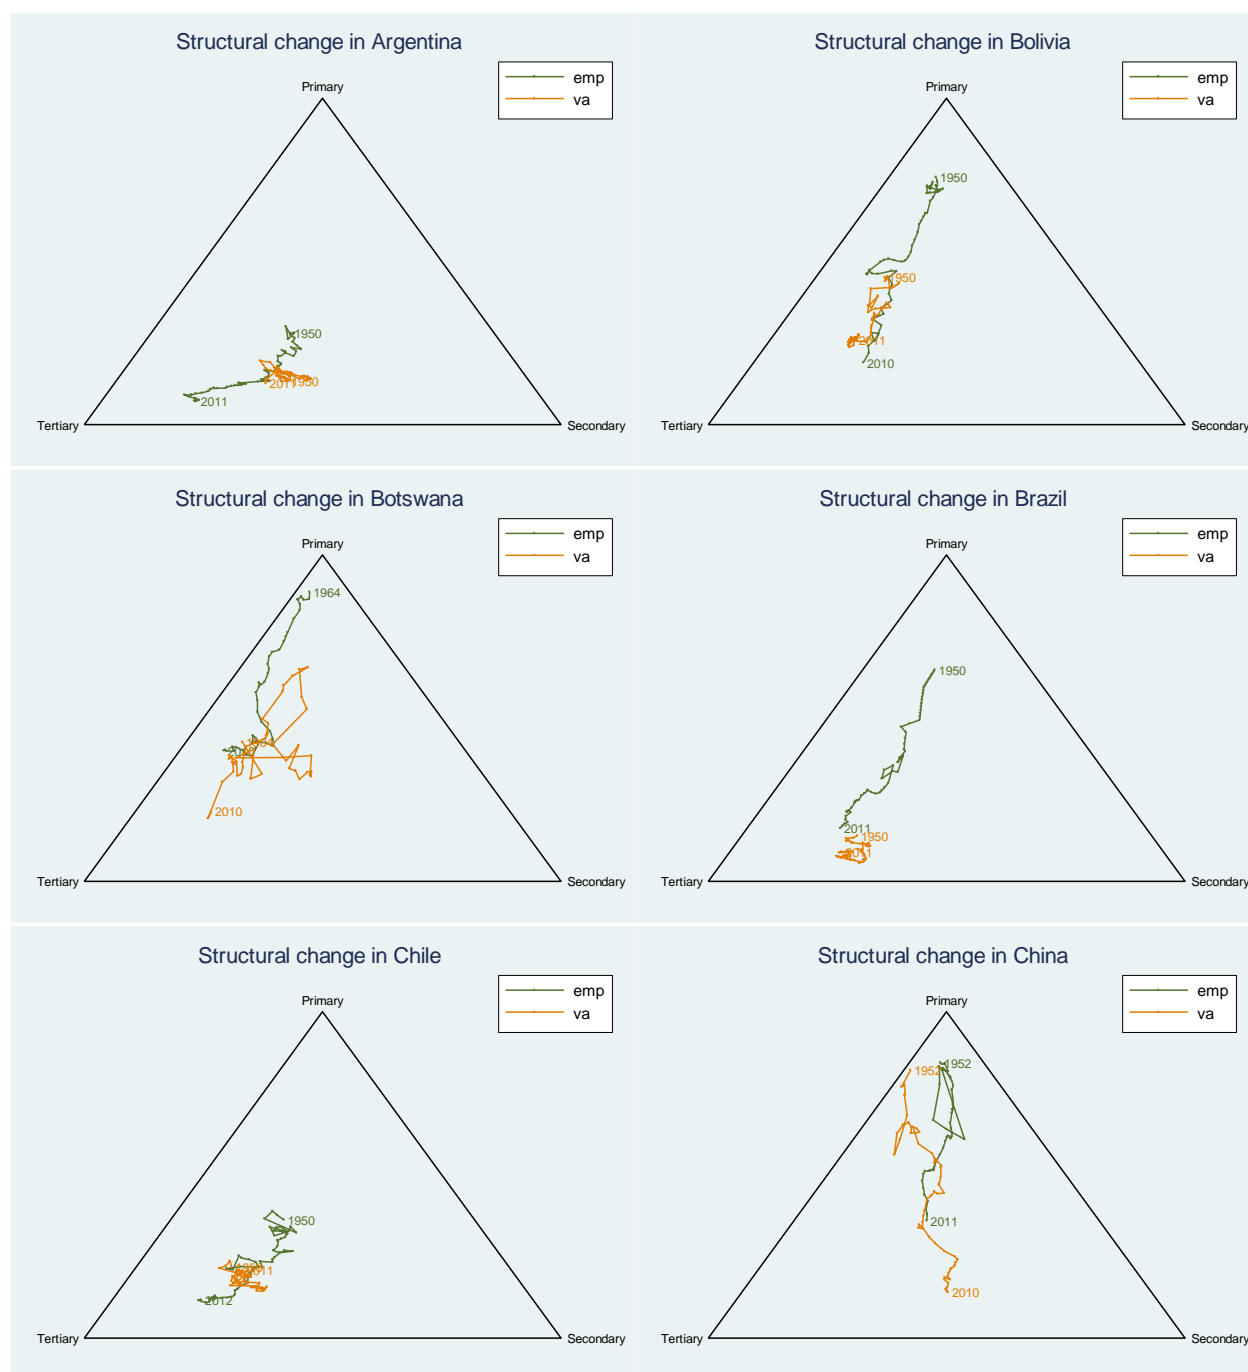 Structural change in Argentina
emp
va
Primary
1950
1950
2011
2011
Tertiary
Secondary
Structural change in Bolivia
emp
va
Primary
1950
1950
2011
2010
Tertiary
Secondary
Structural change in Botswana
emp
va
Primary
1964
1964
2010
Tertiary
Secondary
Structural change in Brazil
emp
va
Primary
1950
2011
1950
2011
Tertiary
Secondary
Structural change in Chile
emp
va
Primary
1950
2011
2012
Tertiary
Secondary
Structural change in China
emp
va
Primary
1952
1952
2011
2010
Tertiary
Secondary